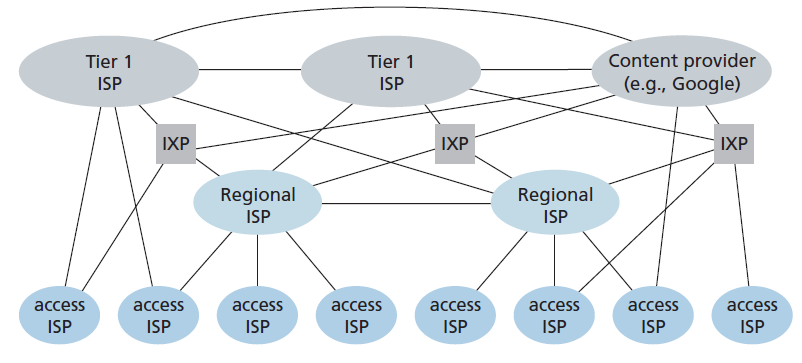 Tier 1
ISP
Tier 1
ISP
Content provider
(e.g., Google)
IXP
IXP
IXP
Regional
ISP
Regional
ISP
access
ISP
access
ISP
access
ISP
access
ISP
access
ISP
access
ISP
access
ISP
access
ISP